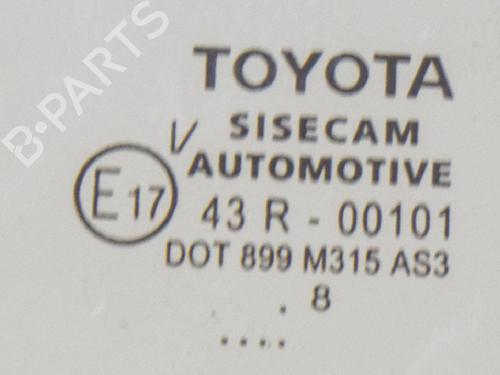 B-PARTS
TOYOTA
V SISECAM
AUTOMOTIVE
E17 43 R - 00101
DOT 899 M315 AS3
. 8
....